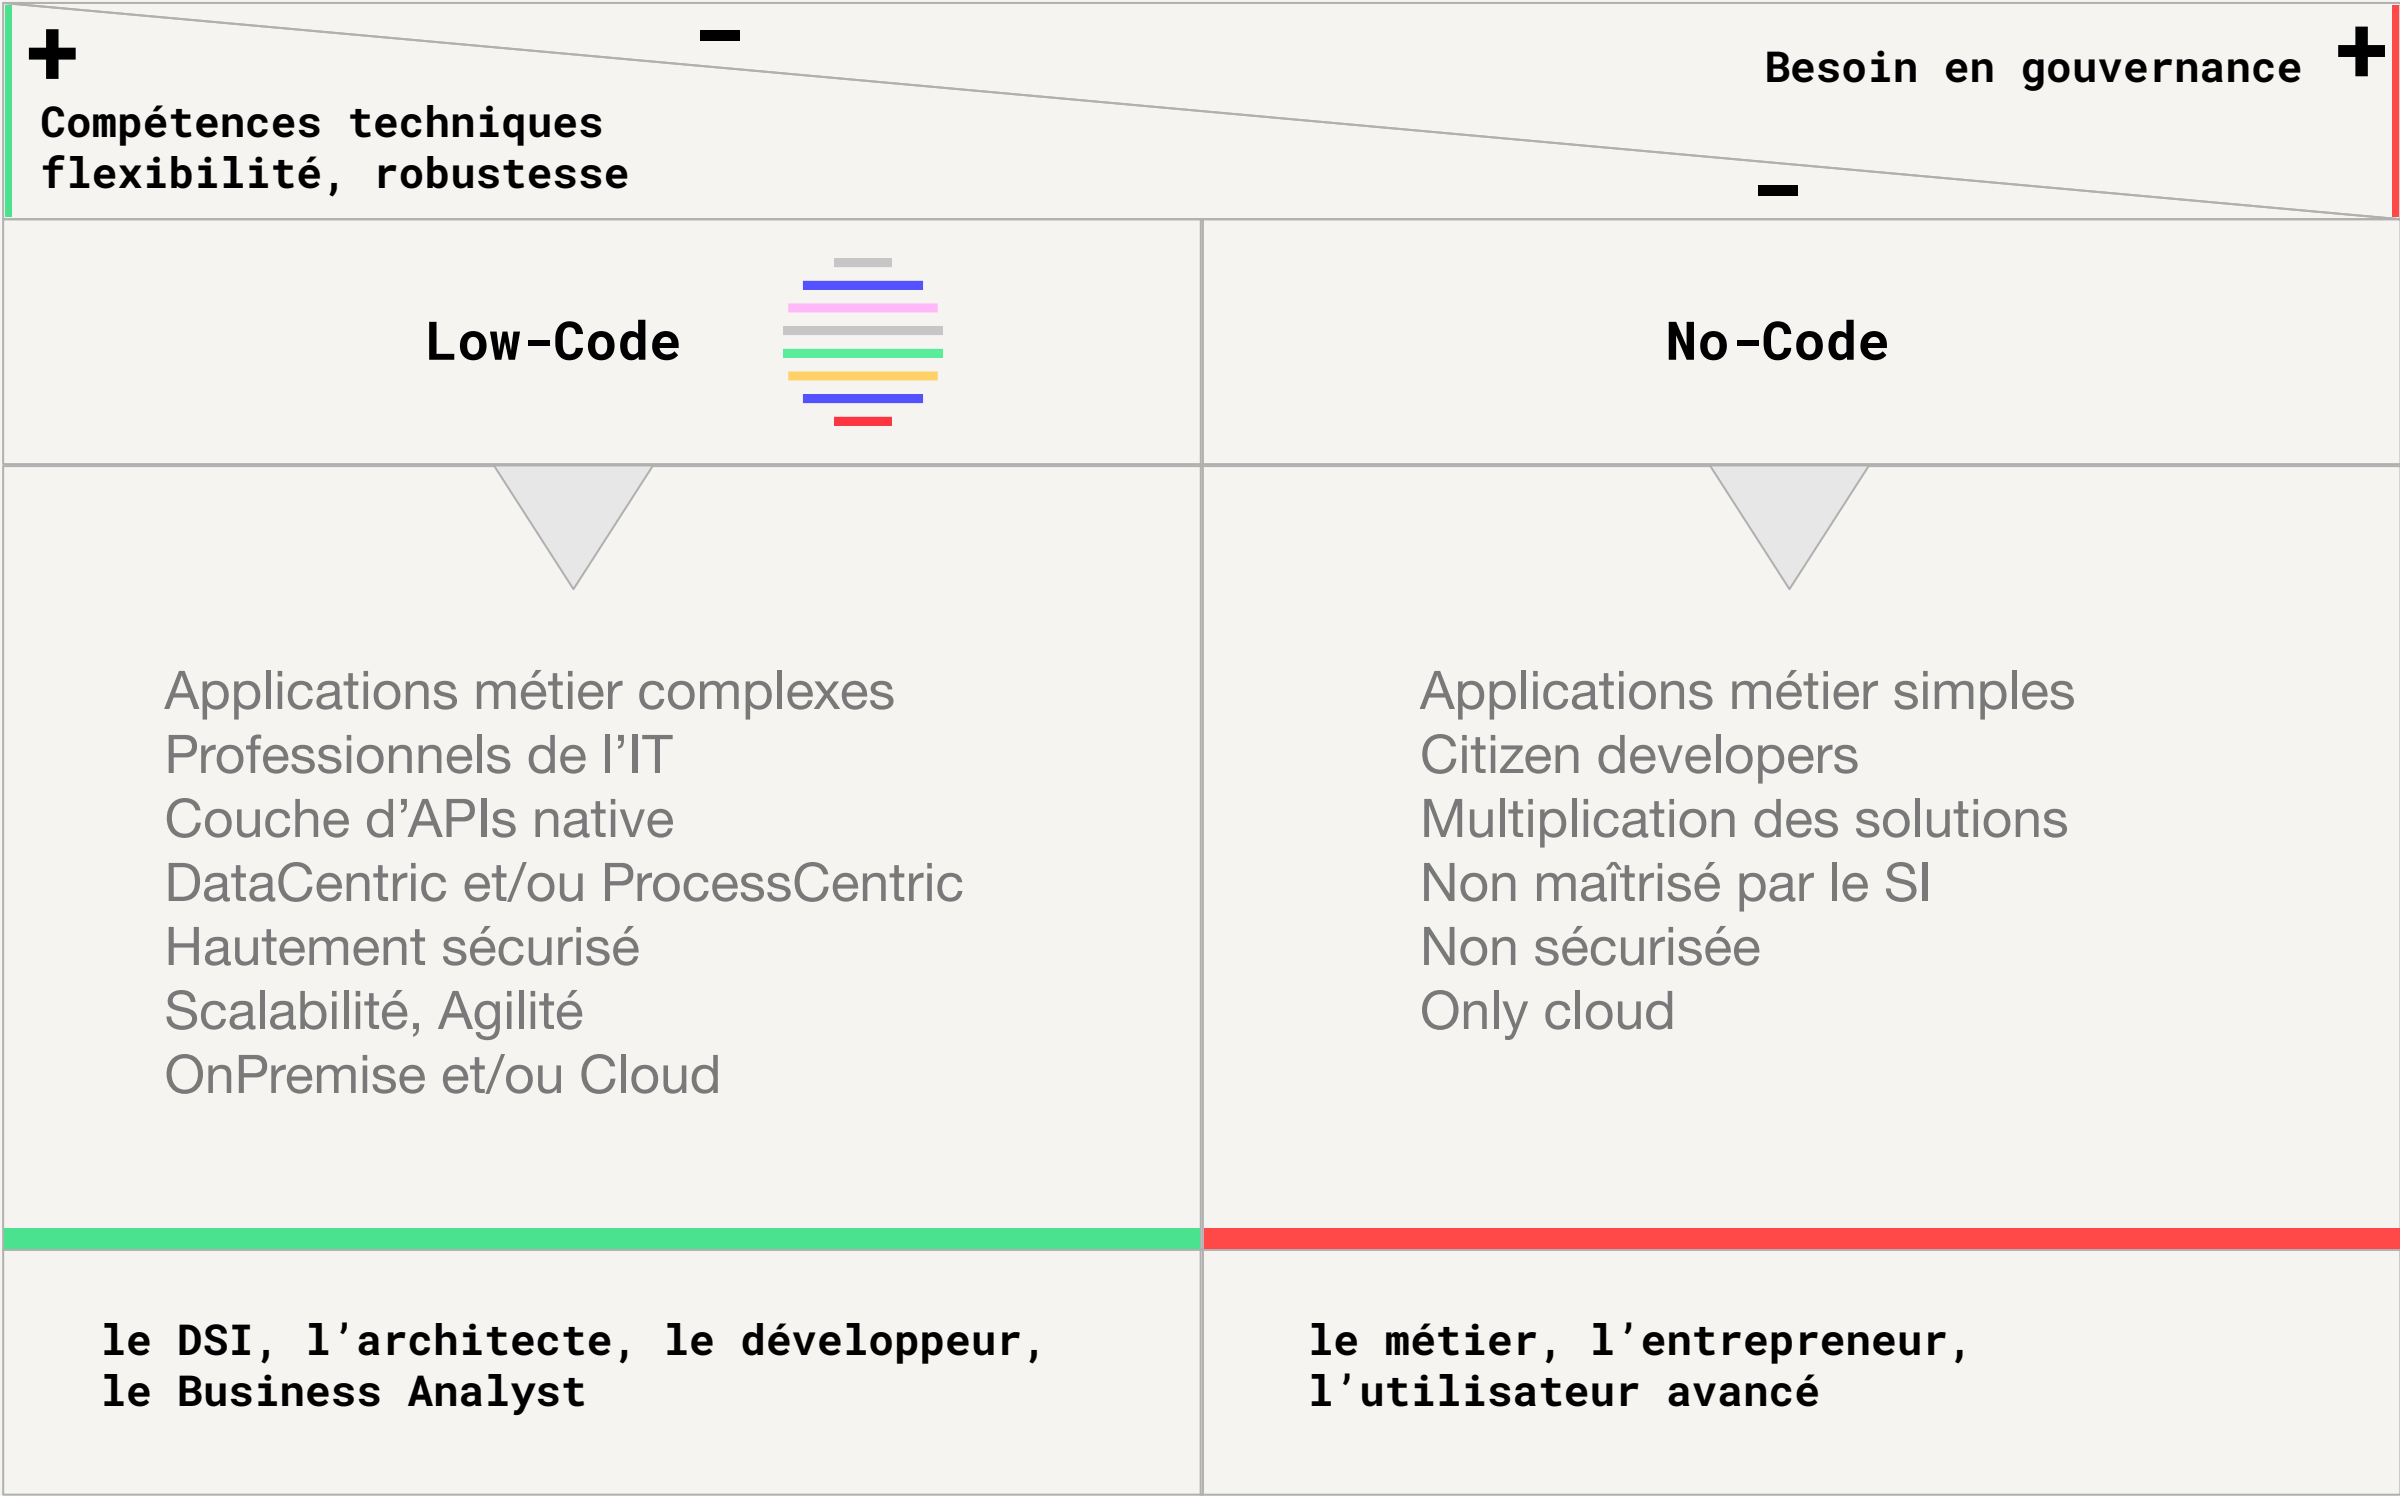 +
-
Besoin en gouvernance +
Compétences techniques
flexibilité, robustesse
-
Low-Code
No-Code
Applications métier complexes
Professionnels de l’IT
Couche d’APIs native
DataCentric et/ou ProcessCentric
Hautement sécurisé
Scalabilité, Agilité
OnPremise et/ou Cloud
Applications métier simples
Citizen developers
Multiplication des solutions
Non maîtrisé par le SI
Non sécurisée
Only cloud
le DSI, l’architecte, le développeur,
le Business Analyst
le métier, l’entrepreneur,
l’utilisateur avancé